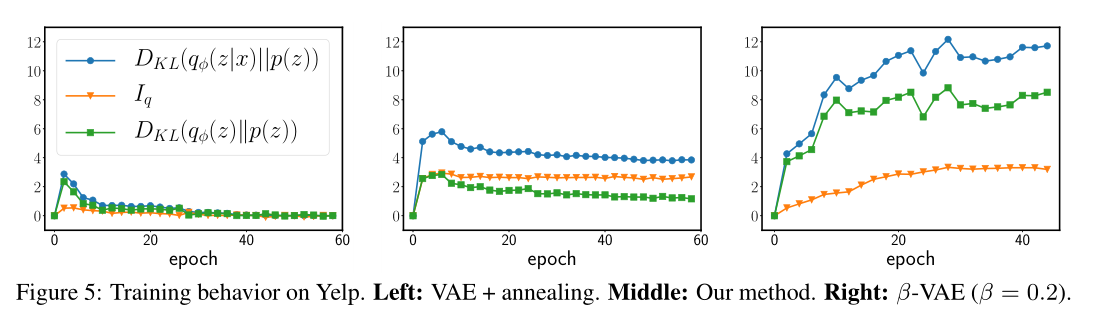 12
10
8
6
4
2
0
D_{KL}(q_ϕ(z|x)||p(z))
I_q
D_{KL}(q_ϕ(z)‖p(z))
0 20 40 60
epoch
12
10
8
6
4
2
0
0 20 40 60
epoch
12
10
8
6
4
2
0
0 20 40
epoch
Figure 5: Training behavior on Yelp. Left: VAE + annealing. Middle: Our method. Right: β-VAE (β = 0.2).